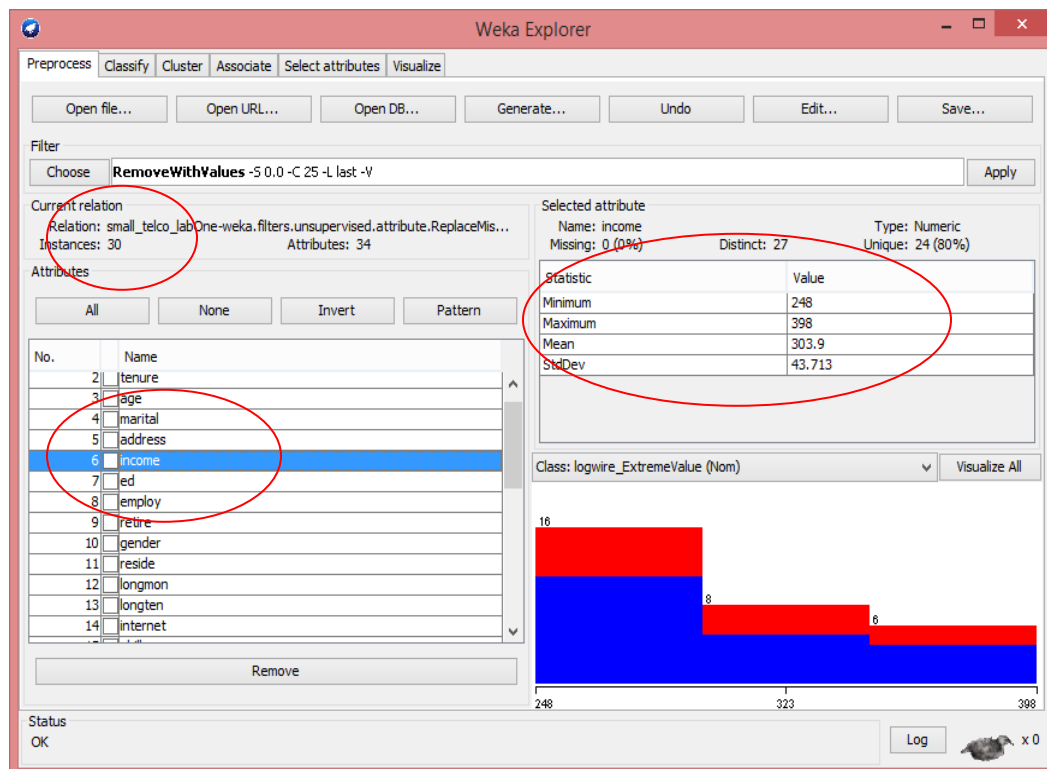 Weka Explorer
Preprocess Classify Cluster Associate Select attributes Visualize
Open file... Open URL... Open DB... Generate... Undo Edit... Save...
Filter
Choose RemoveWithValues -S 0.0 -C 25 -L last -V Apply
Current relation
Relation: small_telco_labOne-weka.filters.unsupervised.attribute.ReplaceMis...
Instances: 30 Attributes: 34
Attributes
All None Invert Pattern
No. Name
2 tenure
3 age
4 marital
5 address
6 income
7 ed
8 employ
9 retire
10 gender
11 reside
12 longmon
13 longten
14 internet
Remove
Selected attribute
Name: income Type: Numeric
Missing: 0 (0%) Distinct: 27 Unique: 24 (80%)
Statistic Value
Minimum 248
Maximum 398
Mean 303.9
StdDev 43.713
Class: logwire_ExtremeValue (Nom) Visualize All
16
8
6
248 323 398
Status
OK
Log x 0